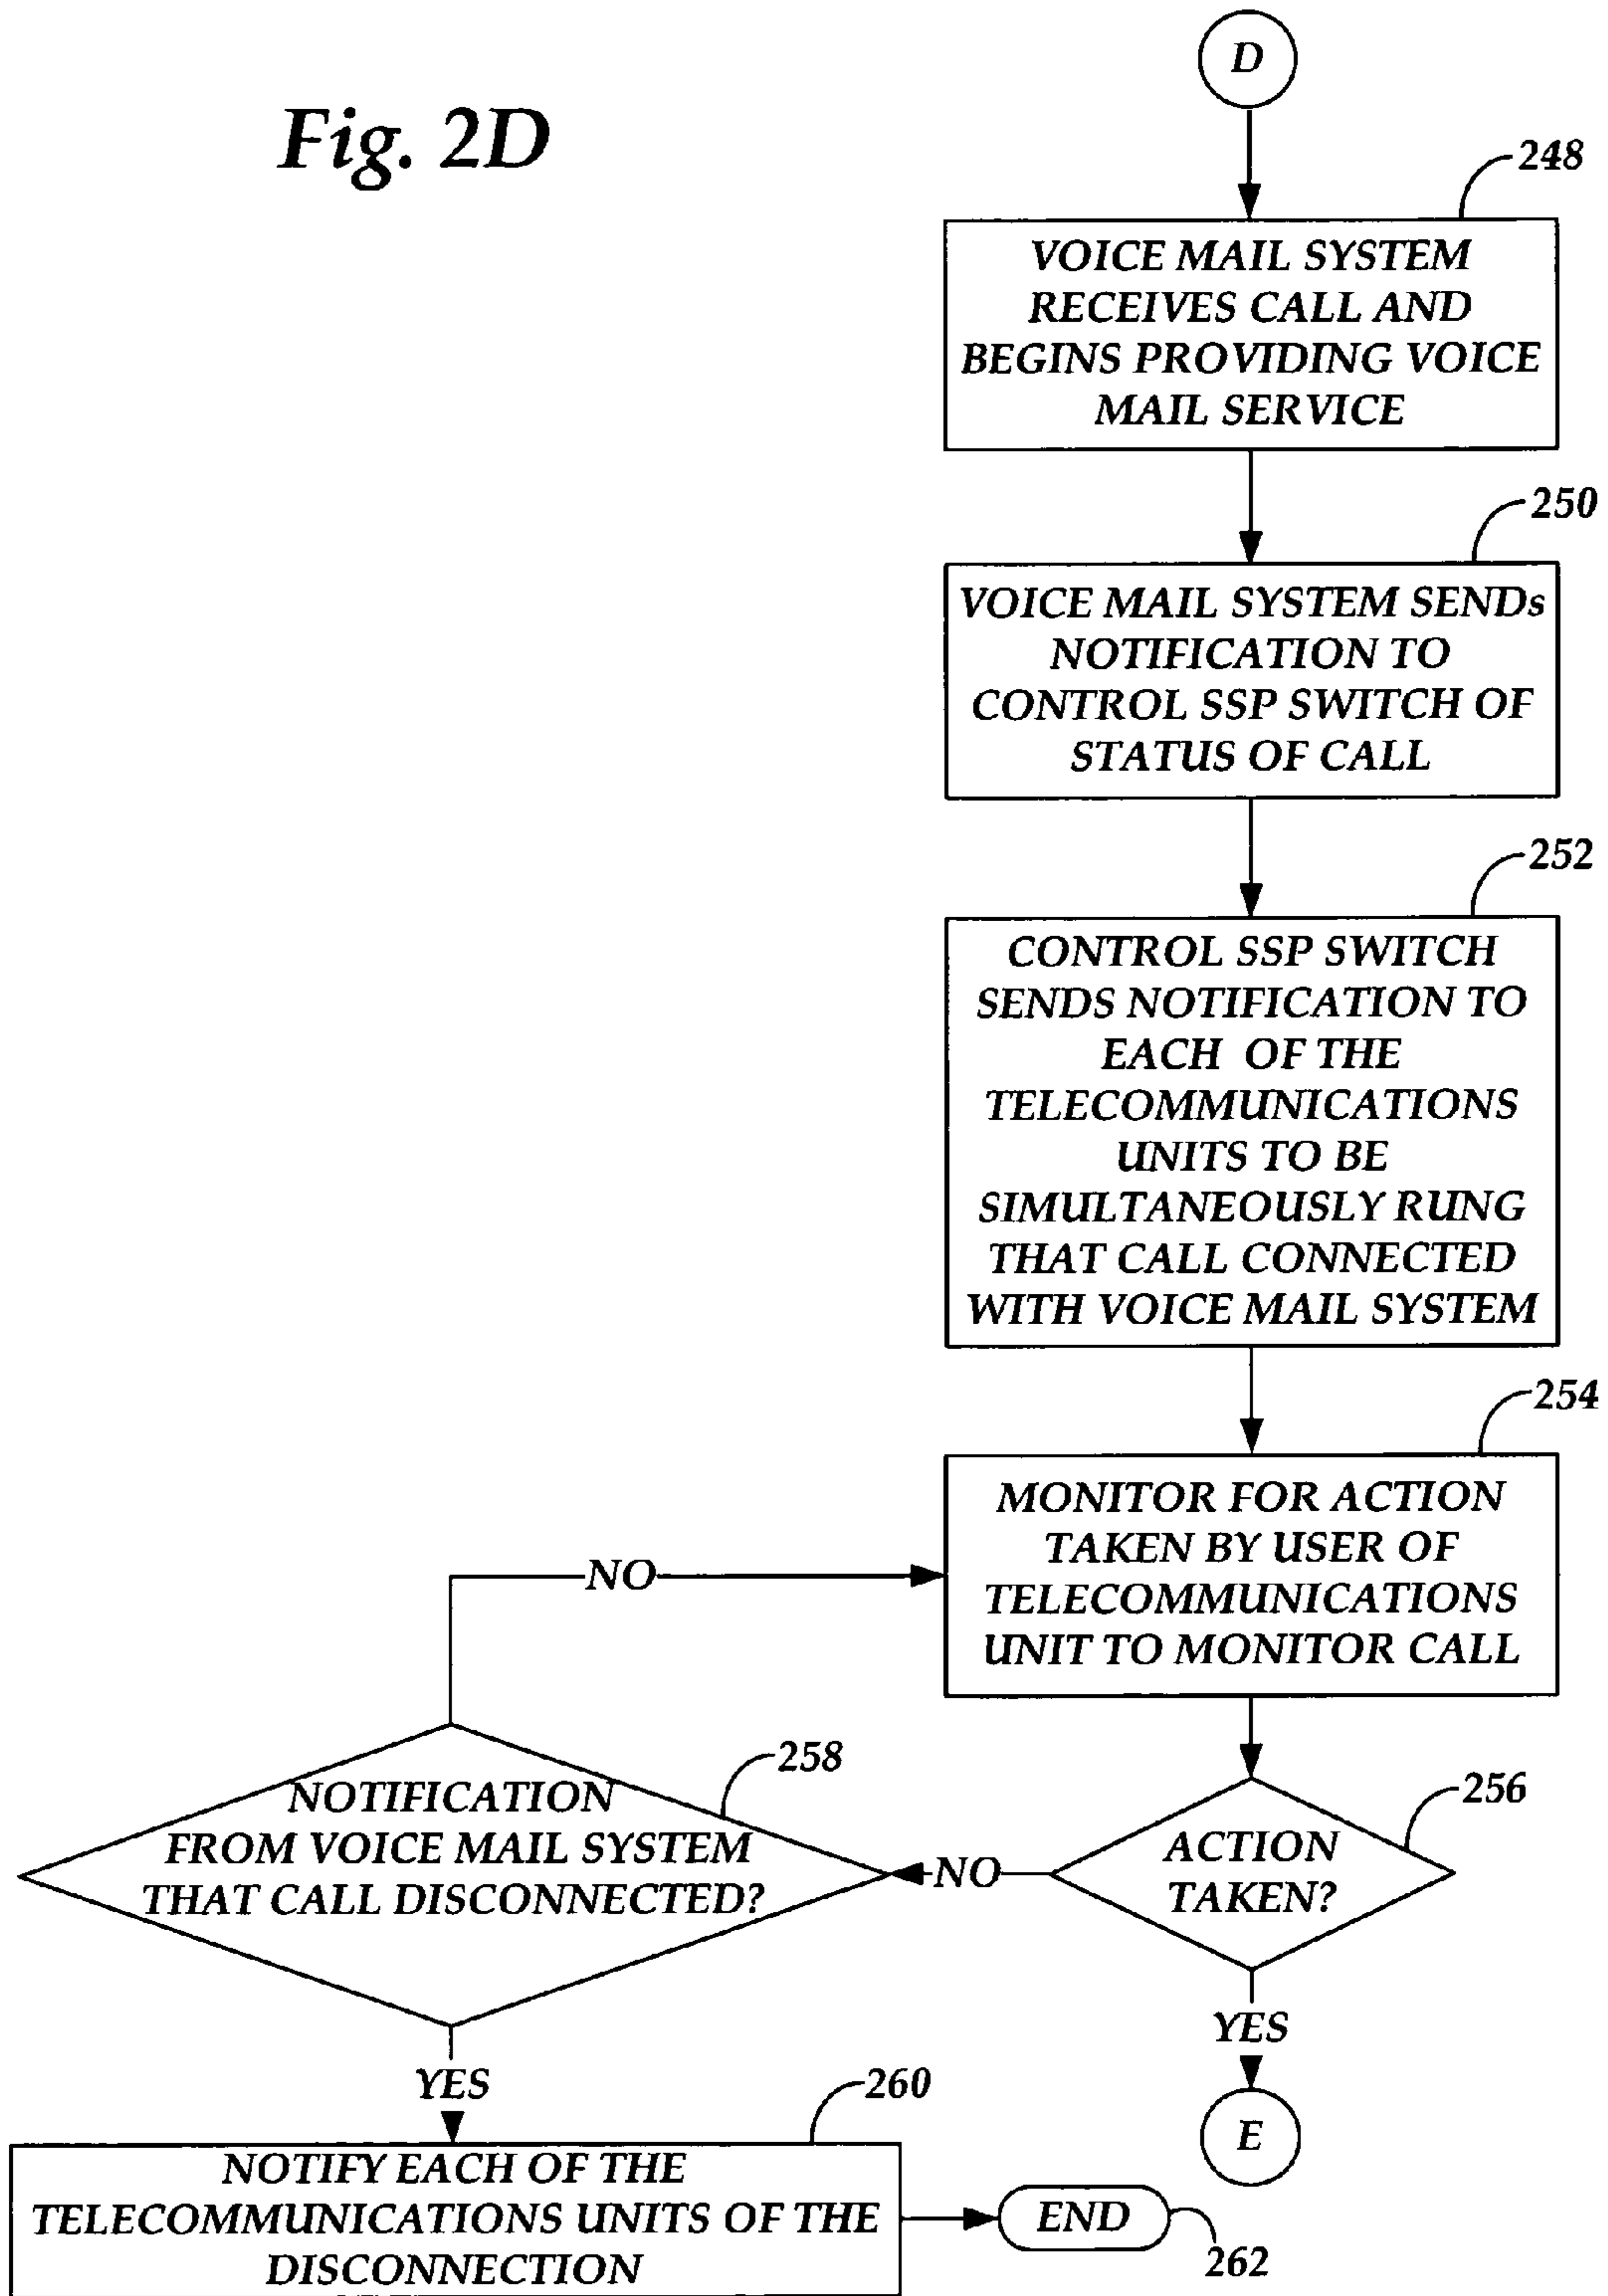 D
Fig. 2D
248
VOICE MAIL SYSTEM
RECEIVES CALL AND
BEGINS PROVIDING VOICE
MAIL SERVICE
250
VOICE MAIL SYSTEM SENDs
NOTIFICATION TO
CONTROL SSP SWITCH OF
STATUS OF CALL
252
CONTROL SSP SWITCH
SENDS NOTIFICATION TO
EACH OF THE
TELECOMMUNICATIONS
UNITS TO BE
SIMULTANEOUSLY RUNG
THAT CALL CONNECTED
WITH VOICE MAIL SYSTEM
254
MONITOR FOR ACTION
TAKEN BY USER OF
TELECOMMUNICATIONS
UNIT TO MONITOR CALL
NO
258
NOTIFICATION
FROM VOICE MAIL SYSTEM
THAT CALL DISCONNECTED?
NO
256
ACTION
TAKEN?
YES
E
YES
260
NOTIFY EACH OF THE
TELECOMMUNICATIONS UNITS OF THE
DISCONNECTION
END
262